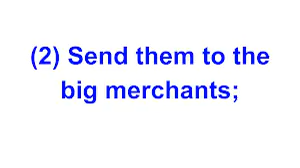 (2) Send them to the
big merchants;